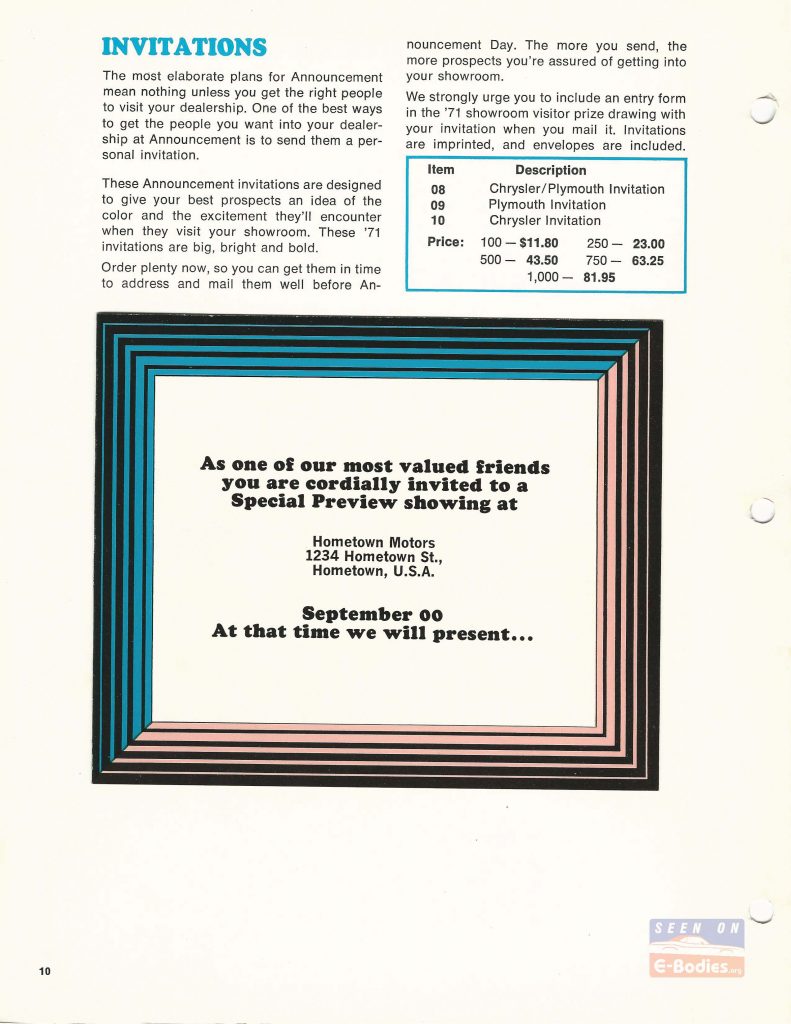 INVITATIONS
The most elaborate plans for Announcement
mean nothing unless you get the right people
to visit your dealership. One of the best ways
to get the people you want into your dealer-
ship at Announcement is to send them a per-
sonal invitation.
These Announcement invitations are designed
to give your best prospects an idea of the
color and the excitement they'll encounter
when they visit your showroom. These '71
invitations are big, bright and bold.
Order plenty now, so you can get them in time
to address and mail them well before An-
nouncement Day. The more you send, the
more prospects you're assured of getting into
your showroom.
We strongly urge you to include an entry form
in the '71 showroom visitor prize drawing with
your invitation when you mail it. Invitations
are imprinted, and envelopes are included.
Item Description
08 Chrysler/Plymouth Invitation
09 Plymouth Invitation
10 Chrysler Invitation
Price: 100 — $11.80 250 — 23.00
500 — 43.50 750 — 63.25
1,000 — 81.95
As one of our most valued friends
you are cordially invited to a
Special Preview showing at
Hometown Motors
1234 Hometown St.,
Hometown, U.S.A.
September 00
At that time we will present...
SEEN ON
E-Bodies.org
10